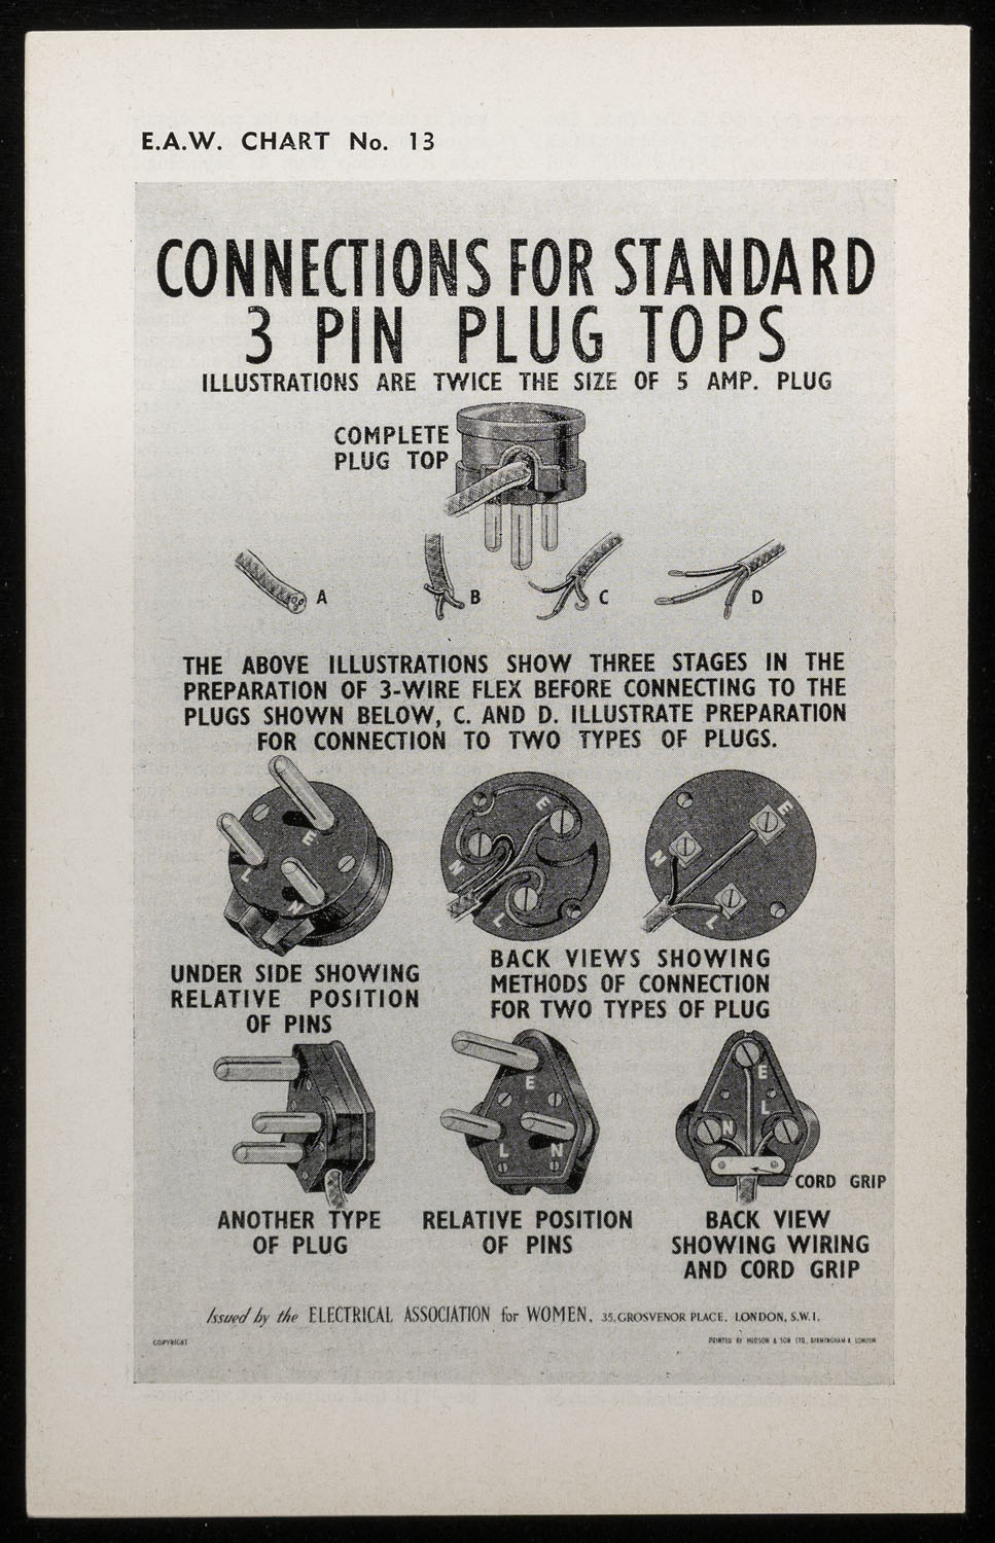 E.A.W. CHART No. 13
CONNECTIONS FOR STANDARD
3 PIN PLUG TOPS
ILLUSTRATIONS ARE TWICE THE SIZE OF 5 AMP. PLUG
COMPLETE
PLUG TOP
A
B
C
D
THE ABOVE ILLUSTRATIONS SHOW THREE STAGES IN THE
PREPARATION OF 3-WIRE FLEX BEFORE CONNECTING TO THE
PLUGS SHOWN BELOW, C. AND D. ILLUSTRATE PREPARATION
FOR CONNECTION TO TWO TYPES OF PLUGS.
E
L
N
E
N
L
E
N
L
UNDER SIDE SHOWING
RELATIVE POSITION
OF PINS
BACK VIEWS SHOWING
METHODS OF CONNECTION
FOR TWO TYPES OF PLUG
E
L
N
E
L
N
CORD GRIP
ANOTHER TYPE
OF PLUG
RELATIVE POSITION
OF PINS
BACK VIEW
SHOWING WIRING
AND CORD GRIP
Issued by the ELECTRICAL ASSOCIATION for WOMEN, 35, GROSVENOR PLACE, LONDON, S.W.1.
COPYRIGHT
PRINTED BY HUDSON & SON LTD., BIRMINGHAM & LONDON